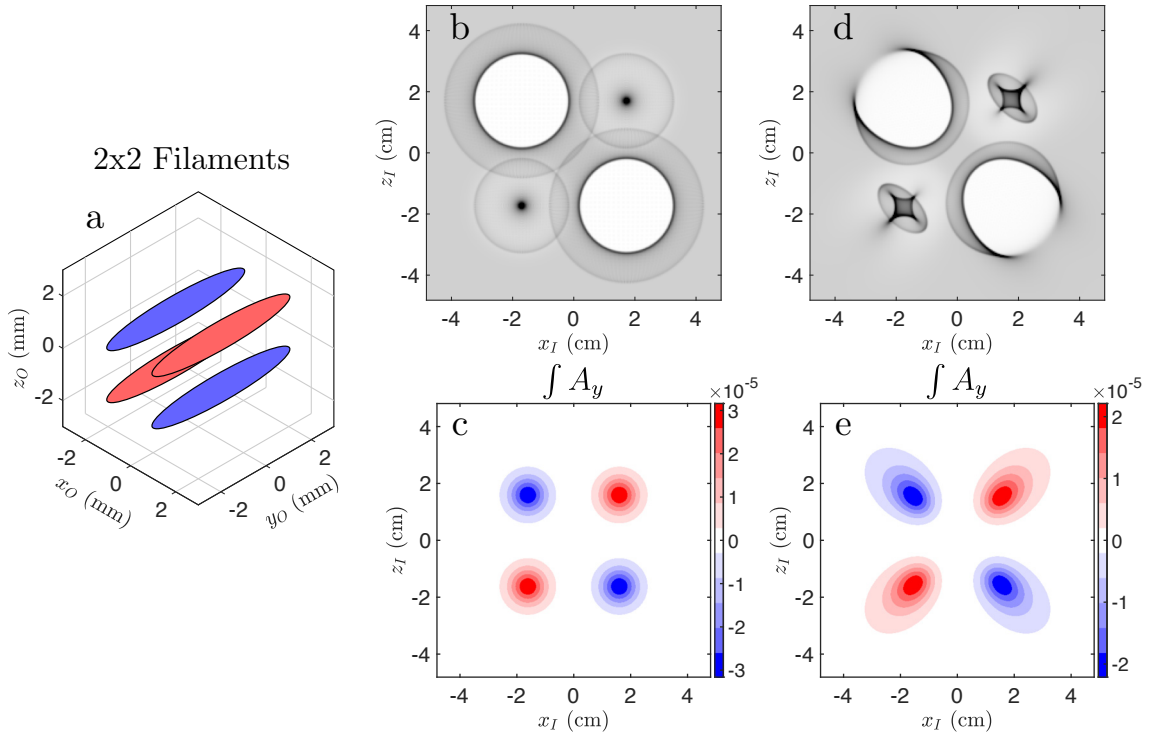 2x2 Filaments
a
2
0
-2
z_O (mm)
-2
0
2
x_O (mm)
-2
0
2
y_O (mm)
b
4
2
0
-2
-4
z_I (cm)
-4 -2 0 2 4
x_I (cm)
d
4
2
0
-2
-4
z_I (cm)
-4 -2 0 2 4
x_I (cm)
∫ A_y
×10^-5
c
4
2
0
-2
-4
z_I (cm)
-4 -2 0 2 4
x_I (cm)
3
2
1
0
-1
-2
-3
∫ A_y
×10^-5
e
4
2
0
-2
-4
z_I (cm)
-4 -2 0 2 4
x_I (cm)
2
1
0
-1
-2